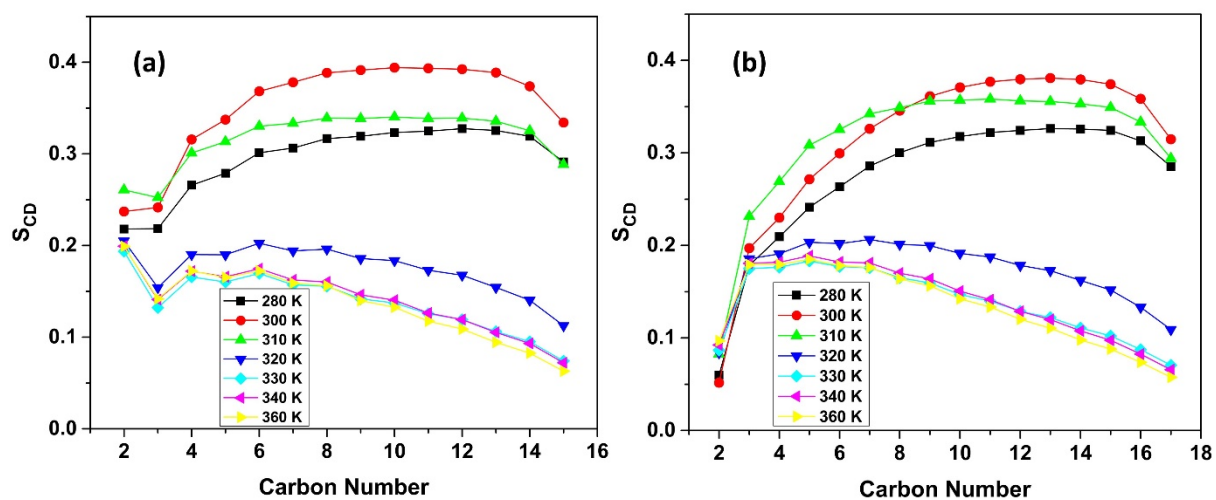 (a)
S_CD
0.4
0.3
0.2
0.1
0.0
280 K
300 K
310 K
320 K
330 K
340 K
360 K
2 4 6 8 10 12 14 16
Carbon Number
(b)
S_CD
0.4
0.3
0.2
0.1
0.0
280 K
300 K
310 K
320 K
330 K
340 K
360 K
2 4 6 8 10 12 14 16 18
Carbon Number